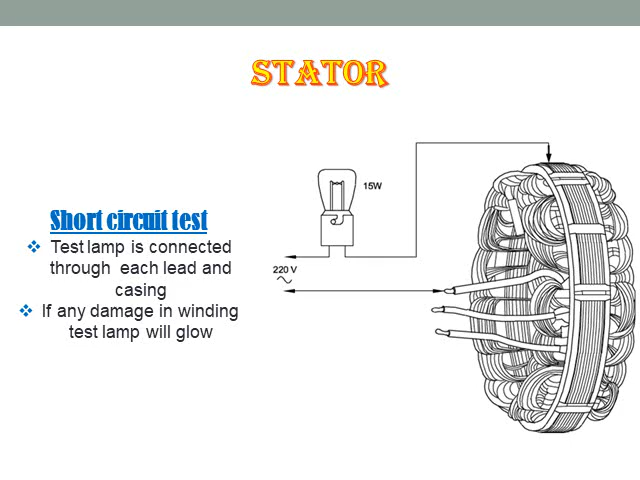 STATOR
Short circuit test
❖ Test lamp is connected
through each lead and
casing
❖ If any damage in winding
test lamp will glow
15W
220 V